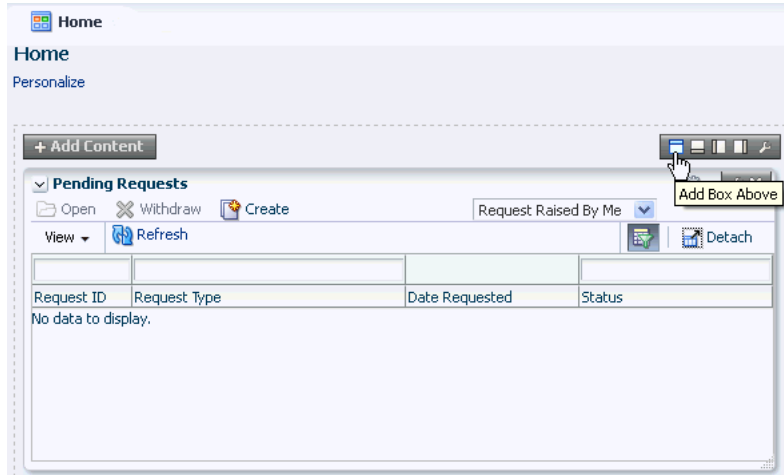 Home
Home
Personalize
+ Add Content
Add Box Above
Pending Requests
Open Withdraw Create Request Raised By Me
View Refresh Detach
Request ID Request Type Date Requested Status
No data to display.